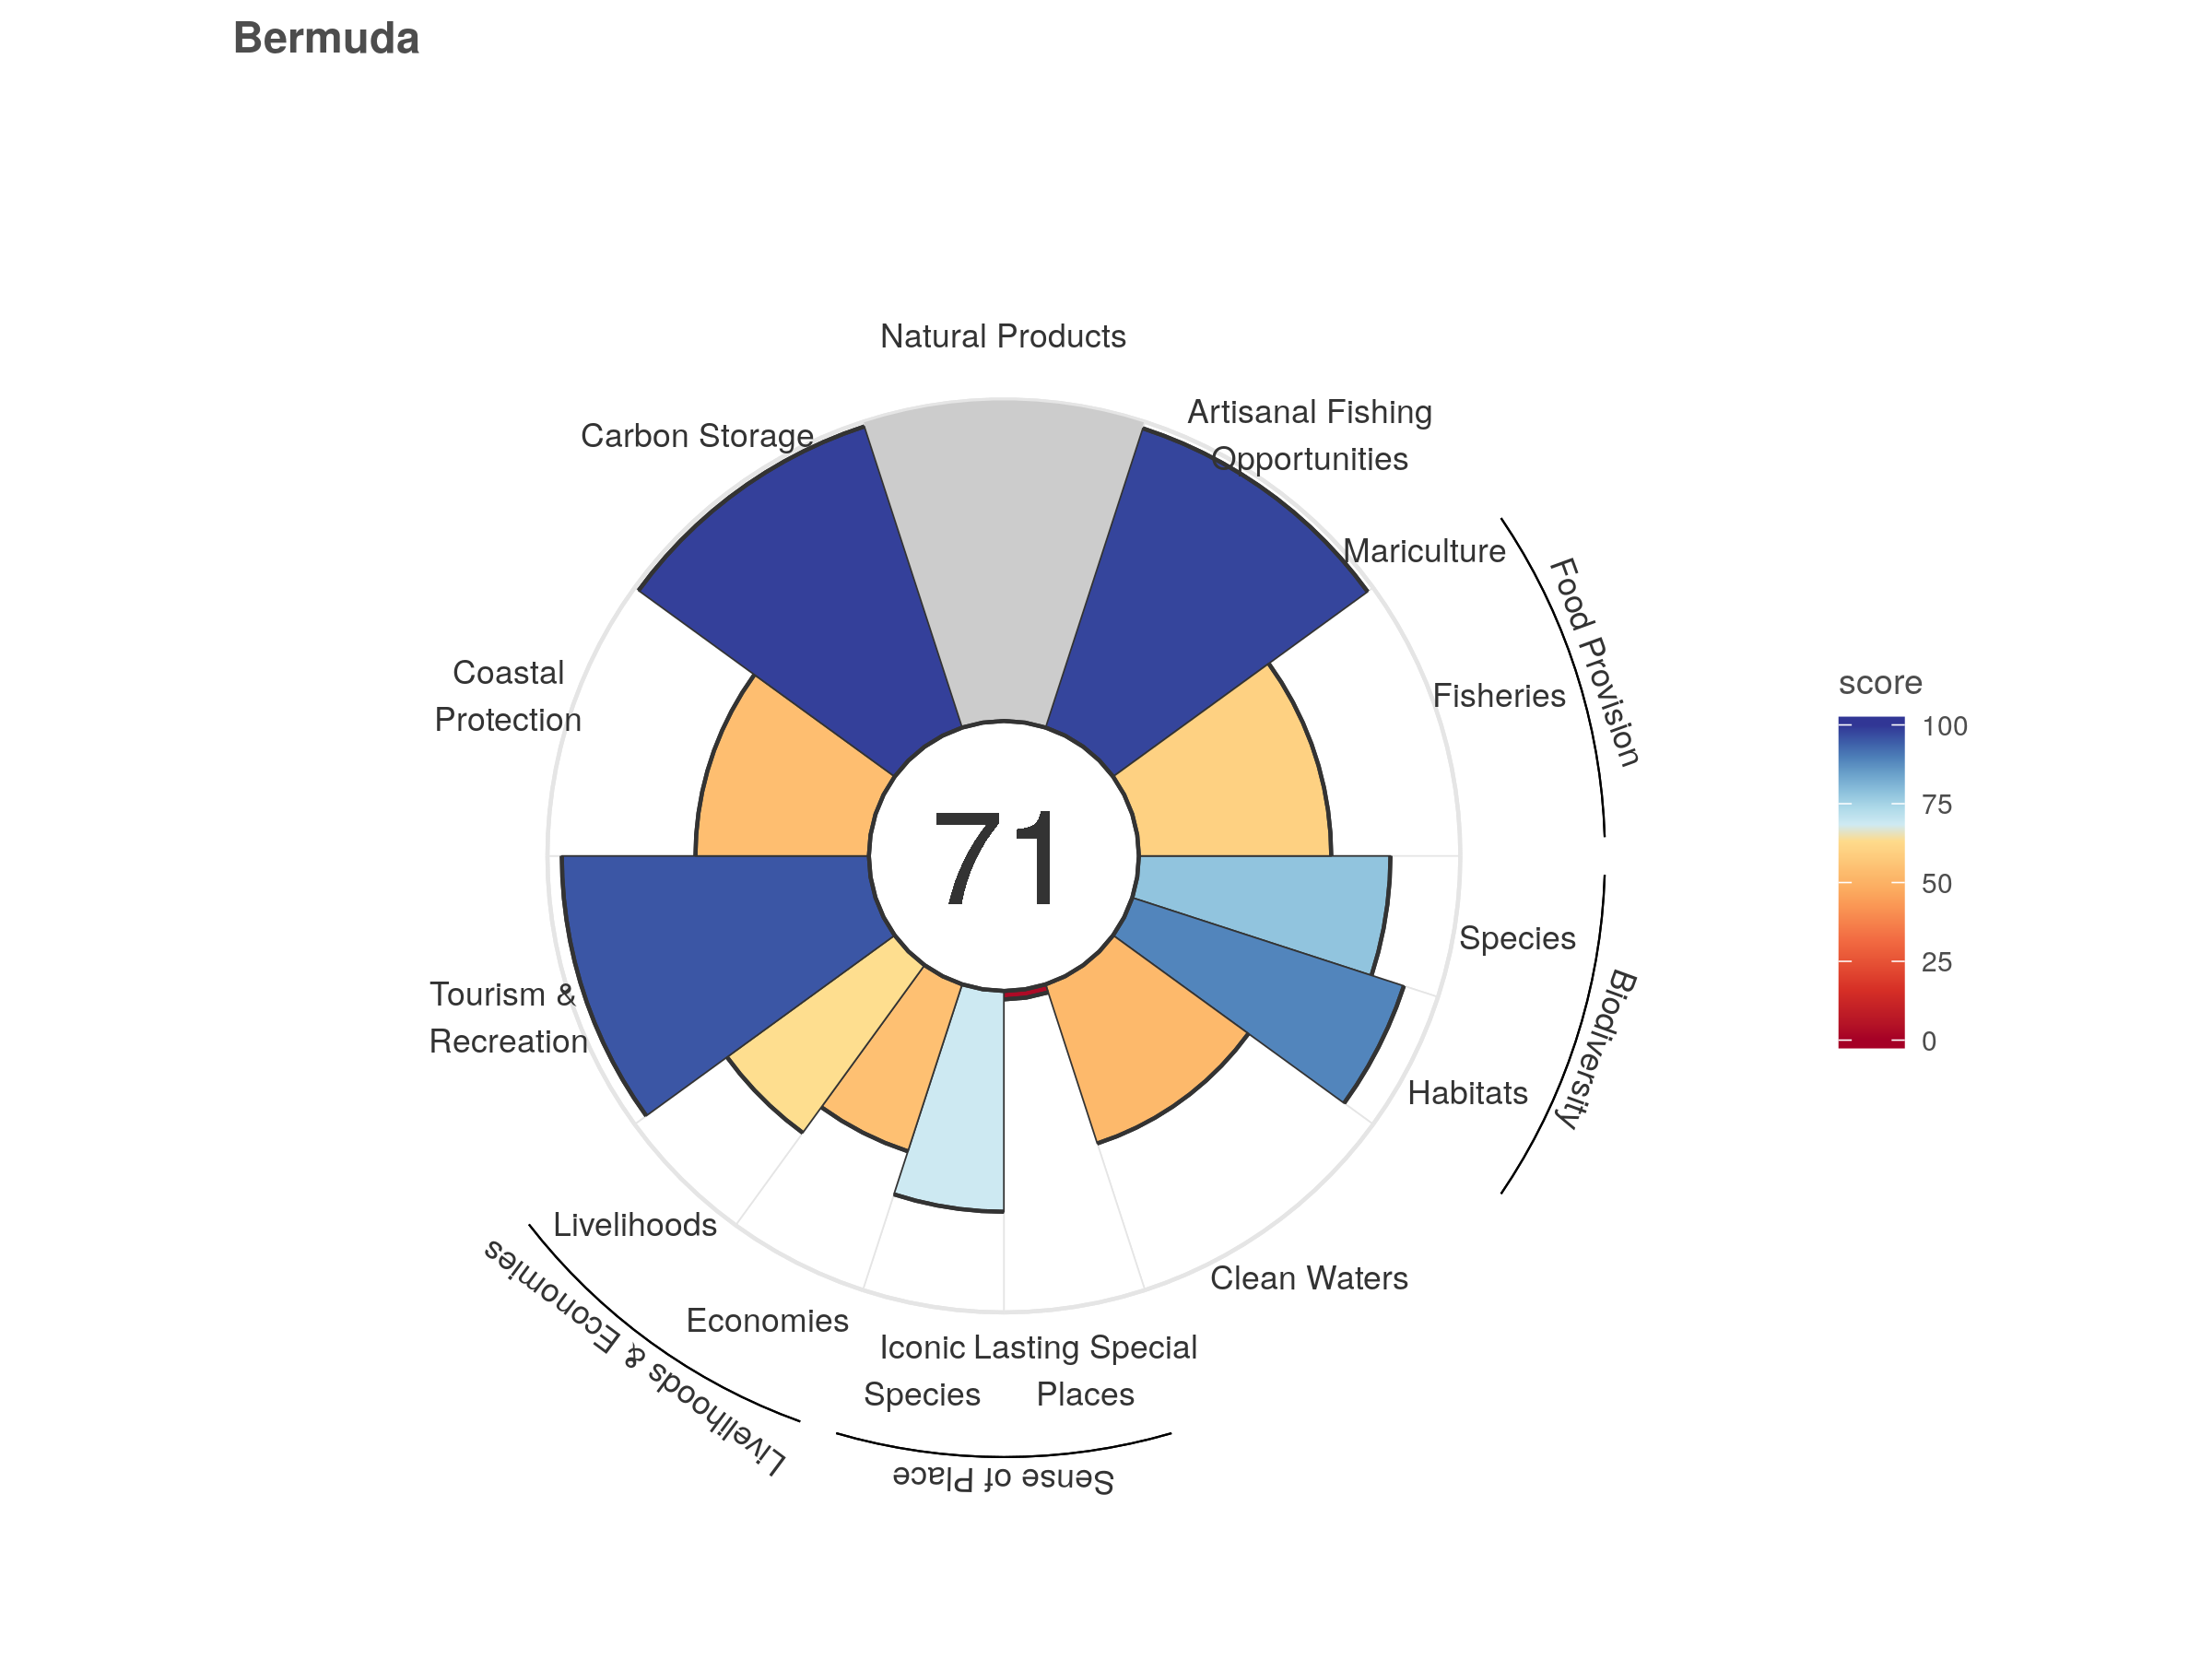 Bermuda
Natural Products
Artisanal Fishing
Opportunities
Carbon Storage
Mariculture
Food Provision
Coastal
Protection
Fisheries
71
score
100
75
50
25
0
Species
Biodiversity
Tourism &
Recreation
Habitats
Livelihoods
Clean Waters
Livelihoods & Economies
Economies
Iconic
Species
Lasting Special
Places
Sense of Place